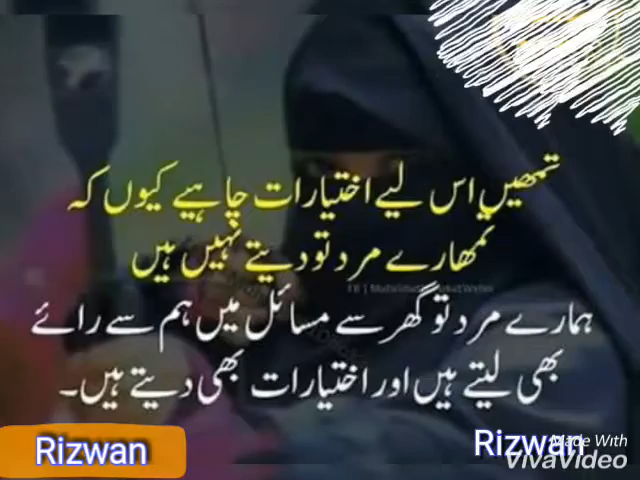 تمھیں اس لیے اختیارات چاہیے کیوں کہ
تمھارے مرد تو دیتے نہیں ہیں
ہمارے مرد تو گھر سے مسائل میں ہم سے رائے
بھی لیتے ہیں اور اختیارات بھی دیتے ہیں۔
Rizwan
Rizwan
Made With
VivaVideo